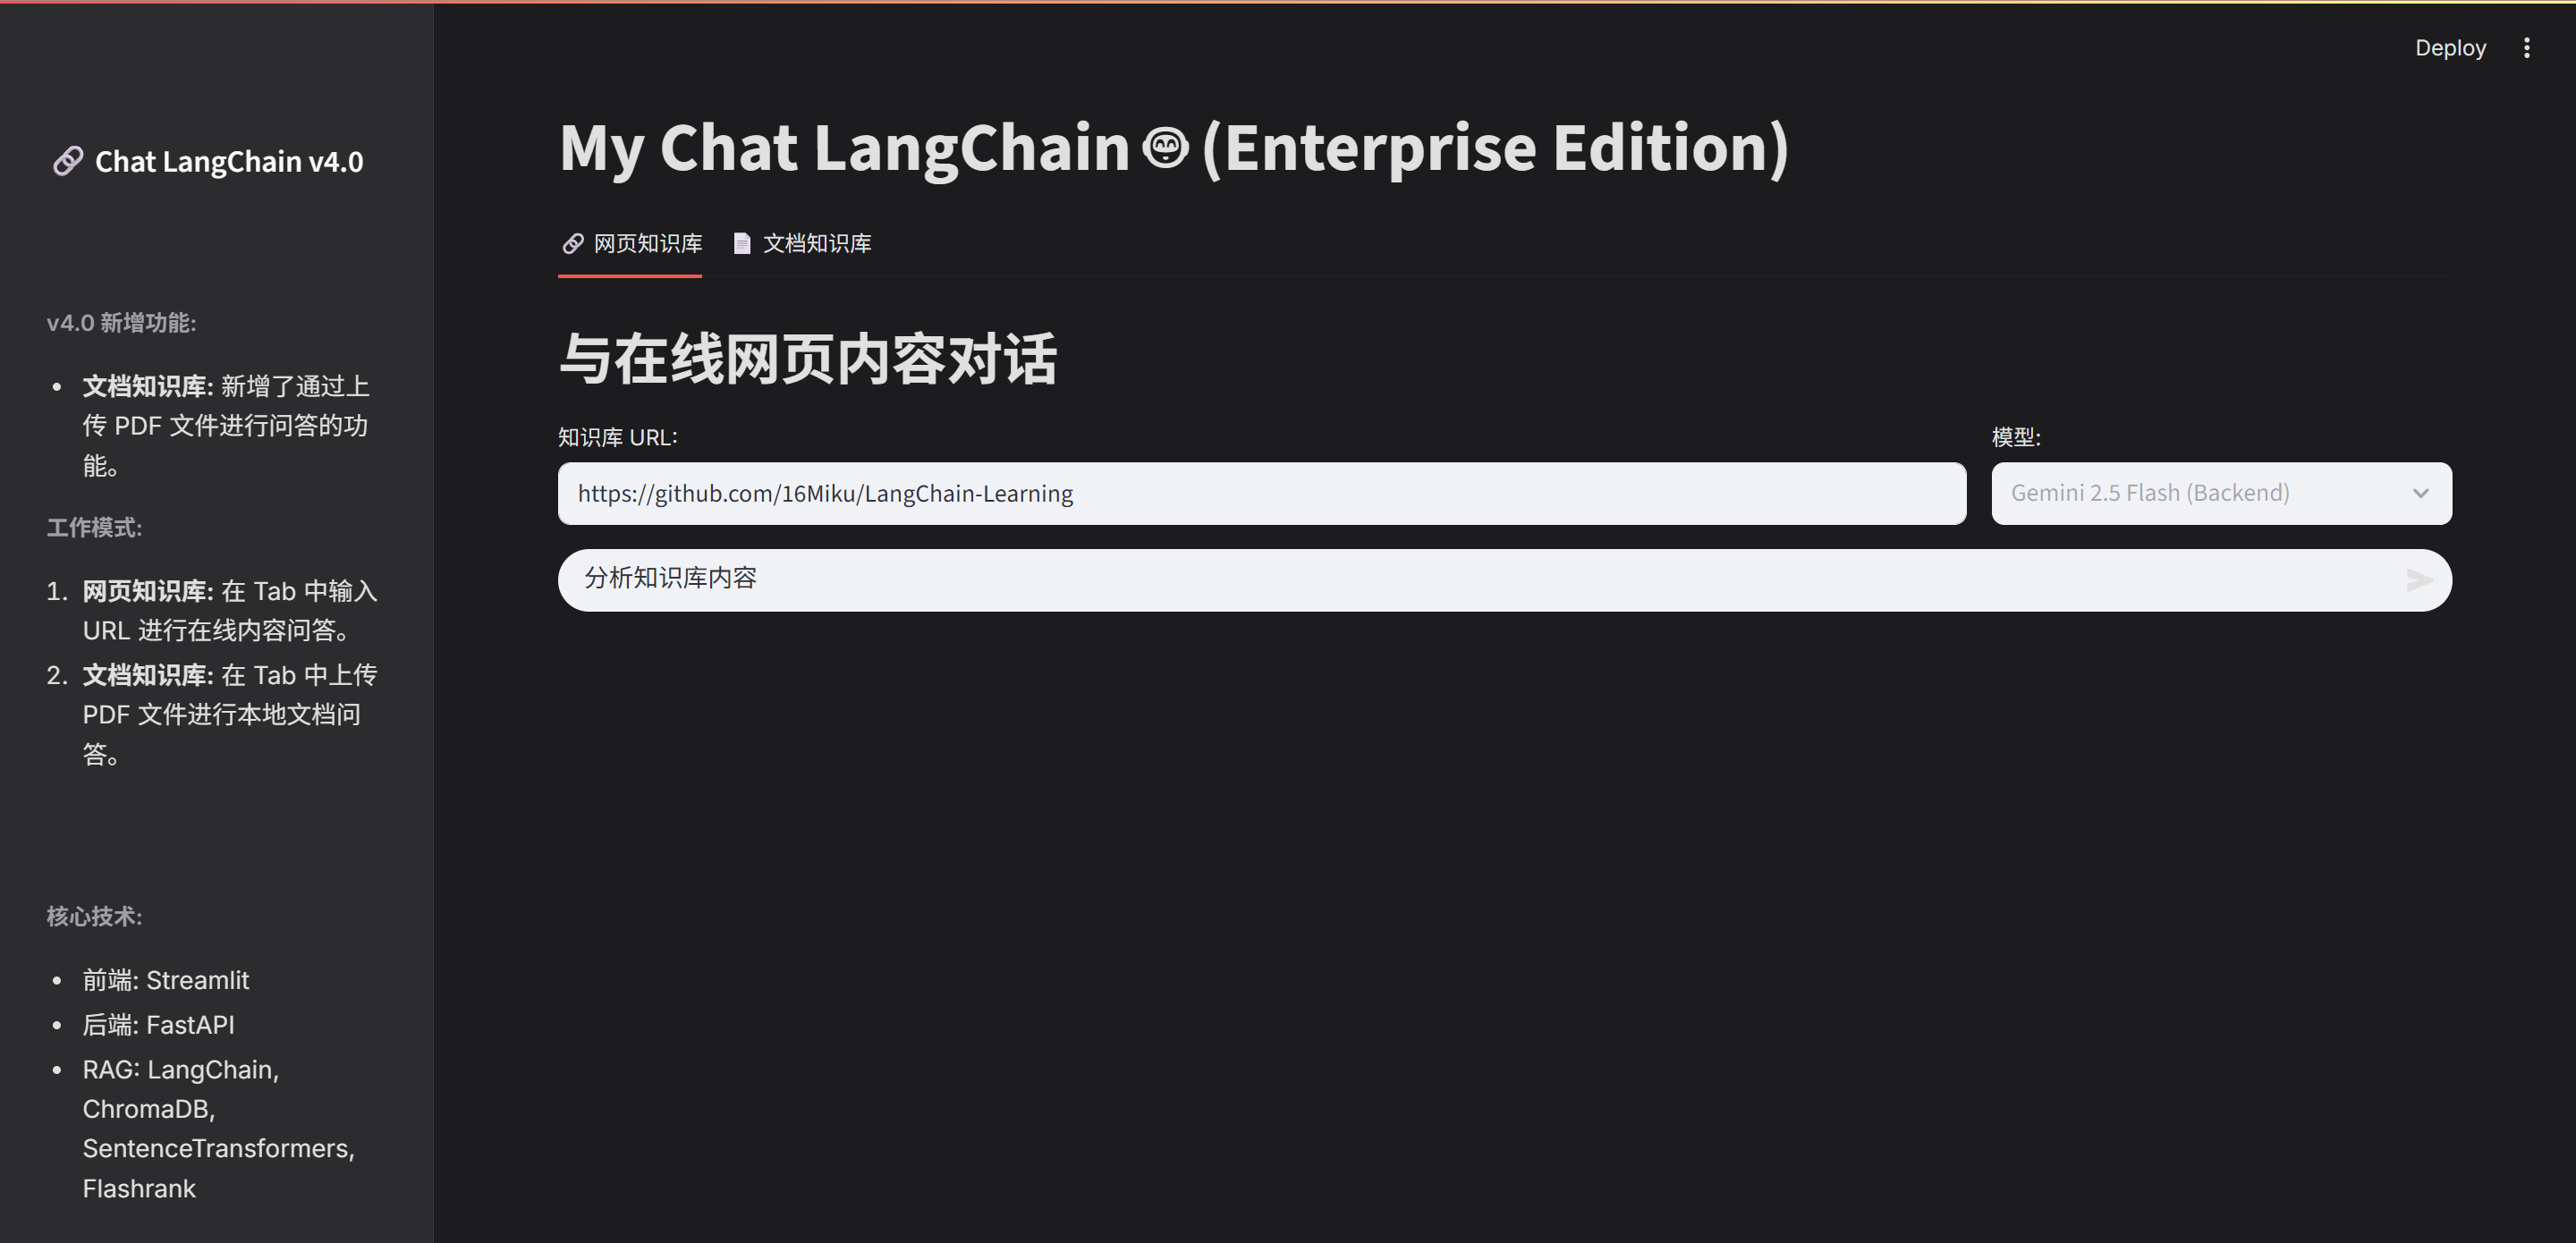 Deploy
🔗 Chat LangChain v4.0
v4.0 新增功能:
• 文档知识库: 新增了通过上
传 PDF 文件进行问答的功
能。
工作模式:
1. 网页知识库: 在 Tab 中输入
URL 进行在线内容问答。
2. 文档知识库: 在 Tab 中上传
PDF 文件进行本地文档问
答。
核心技术:
• 前端: Streamlit
• 后端: FastAPI
• RAG: LangChain,
ChromaDB,
SentenceTransformers,
Flashrank
My Chat LangChain (Enterprise Edition)
🔗 网页知识库
📄 文档知识库
与在线网页内容对话
知识库 URL:
https://github.com/16Miku/LangChain-Learning
模型:
Gemini 2.5 Flash (Backend)
分析知识库内容